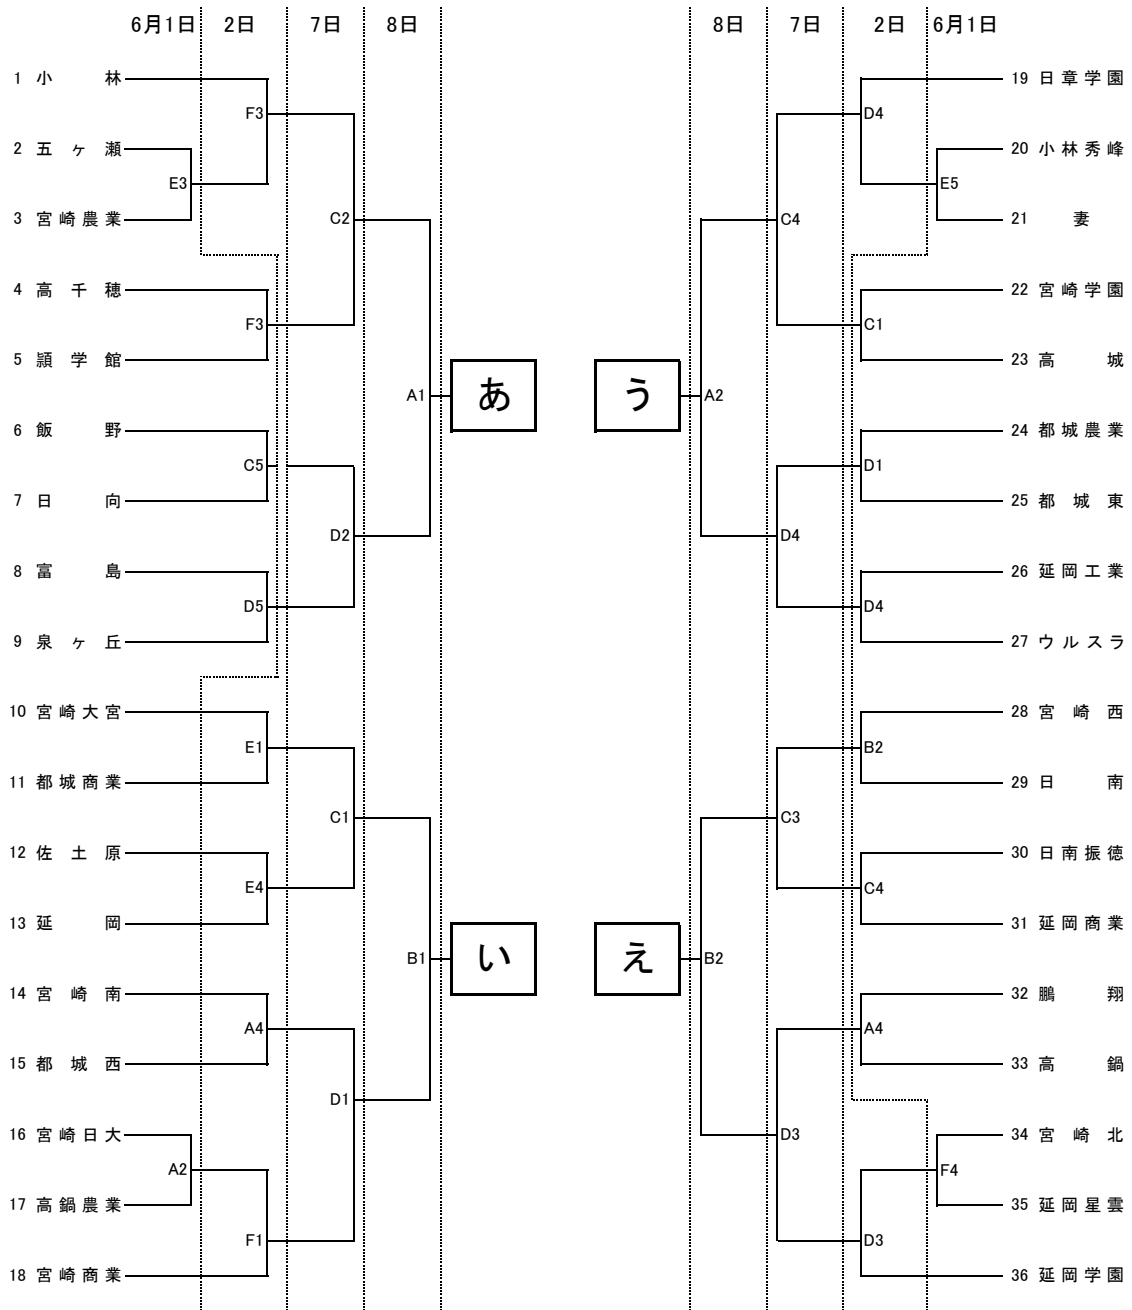 6月1日 2日 7日 8日 8日 7日 2日 6月1日
1 小林
F3
2 五ヶ瀬
E3
3 宮崎農業
C2
4 高千穂
F3
5 頴学館
A1
あ
6 飯野
C5
7 日向
D2
8 富島
D5
9 泉ヶ丘
10 宮崎大宮
E1
11 都城商業
C1
12 佐土原
E4
13 延岡
B1
い
14 宮崎南
A4
15 都城西
D1
16 宮崎日大
A2
17 高鍋農業
F1
18 宮崎商業
19 日章学園
D4
20 小林秀峰
E5
21 妻
C4
22 宮崎学園
C1
23 高城
う
A2
24 都城農業
D1
25 都城東
D4
26 延岡工業
D4
27 ウルスラ
28 宮崎西
B2
29 日南
C3
30 日南振徳
C4
31 延岡商業
え
B2
32 鵬翔
A4
33 高鍋
D3
34 宮崎北
F4
35 延岡星雲
D3
36 延岡学園